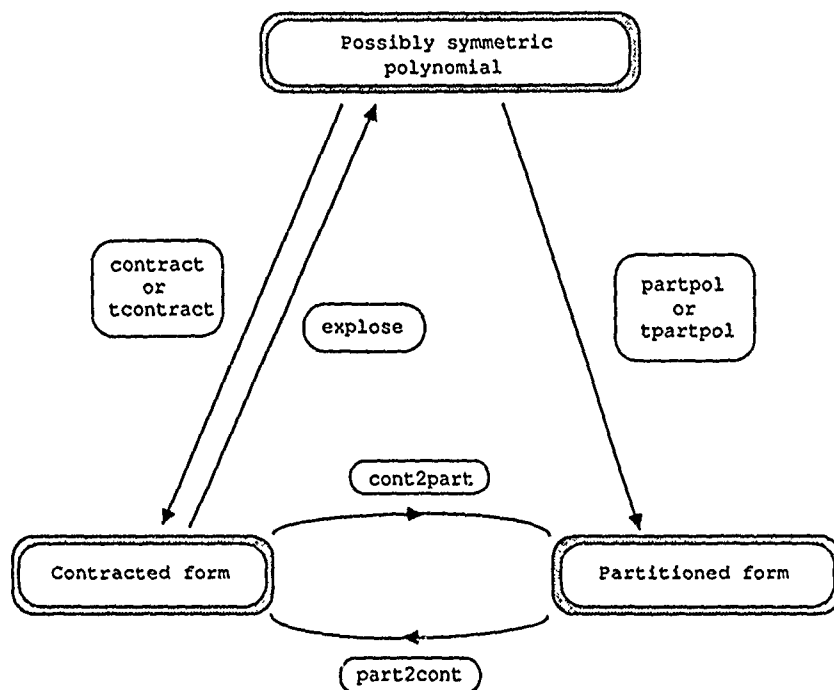 Possibly symmetric
polynomial
contract
or
tcontract
explose
partpol
or
tpartpol
cont2part
Contracted form
Partitioned form
part2cont